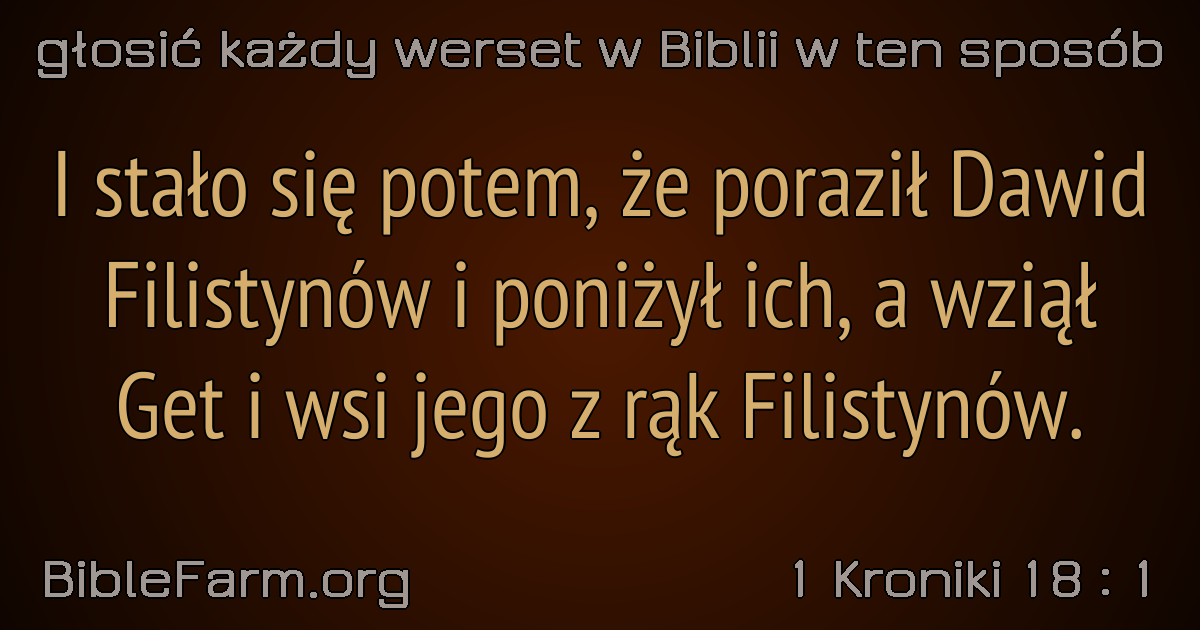 głosić każdy werset w Biblii w ten sposób
I stało się potem, że poraził Dawid
Filistynów i poniżył ich, a wziął
Get i wsi jego z rąk Filistynów.
BibleFarm.org
1 Kroniki 18 : 1